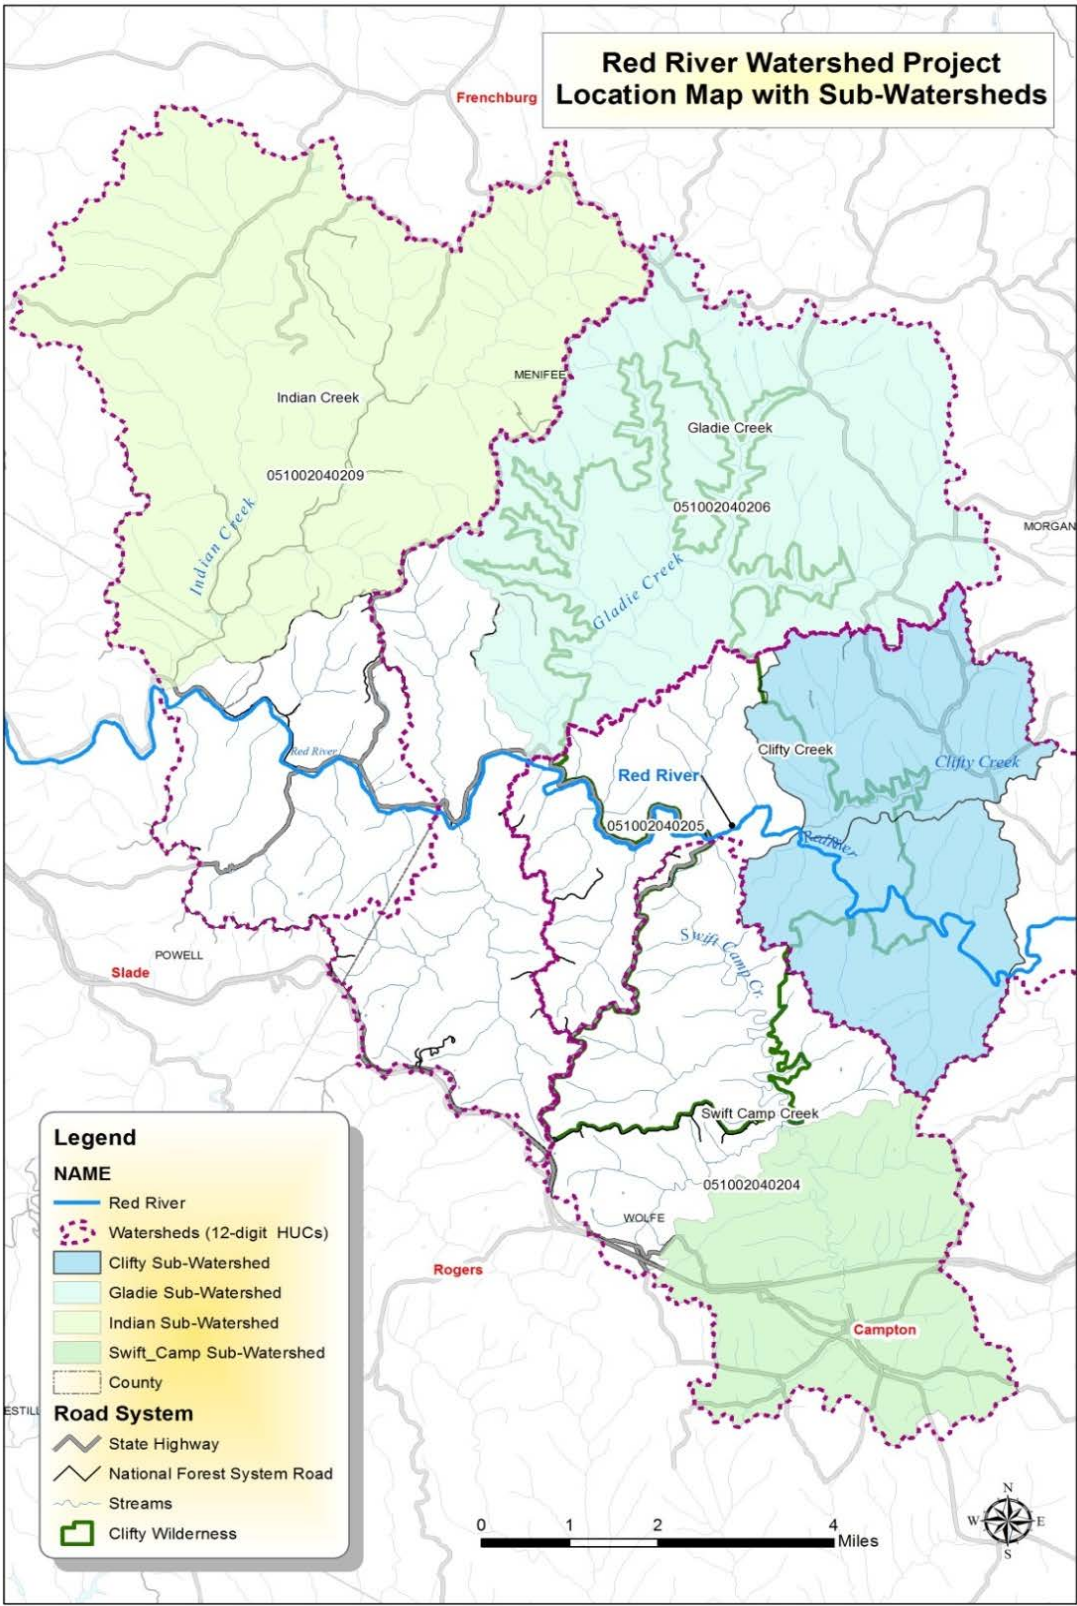 Red River Watershed Project
Location Map with Sub-Watersheds
Frenchburg
MENIFEE
Indian Creek
Gladie Creek
051002040209
051002040206
MORGAN
Indian Creek
Gladie Creek
Clifty Creek
Red River
Clifty Creek
Red River
051002040205
RedRiver
Swift Camp Cr.
POWELL
Slade
Swift Camp Creek
051002040204
WOLFE
Rogers
Campton
ESTILL
Legend
NAME
Red River
Watersheds (12-digit HUCs)
Clifty Sub-Watershed
Gladie Sub-Watershed
Indian Sub-Watershed
Swift_Camp Sub-Watershed
County
Road System
State Highway
National Forest System Road
Streams
Clifty Wilderness
0 1 2 4
Miles
N
W E
S